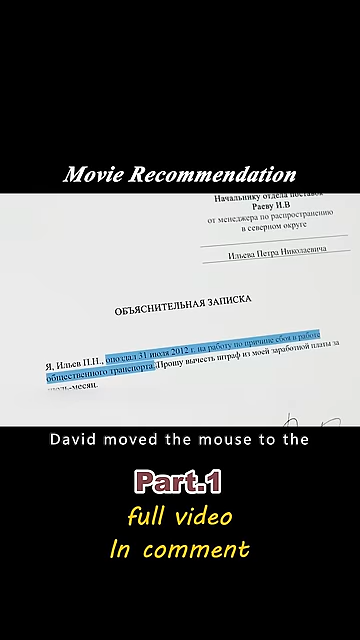 Movie Recommendation
Начальнику отдела поставок
Раеву И.В
от менеджера по распространению
в северном округе
Ильева Петра Николаевича
ОБЪЯСНИТЕЛЬНАЯ ЗАПИСКА
Я, Ильев П.П., опоздал 31 июля 2012 г. на работу по причине сбоя в работе
общественного транспорта. Прошу вычесть штраф из моей заработной платы за
июль-месяц.
David moved the mouse to the
Part.1
full video
In comment